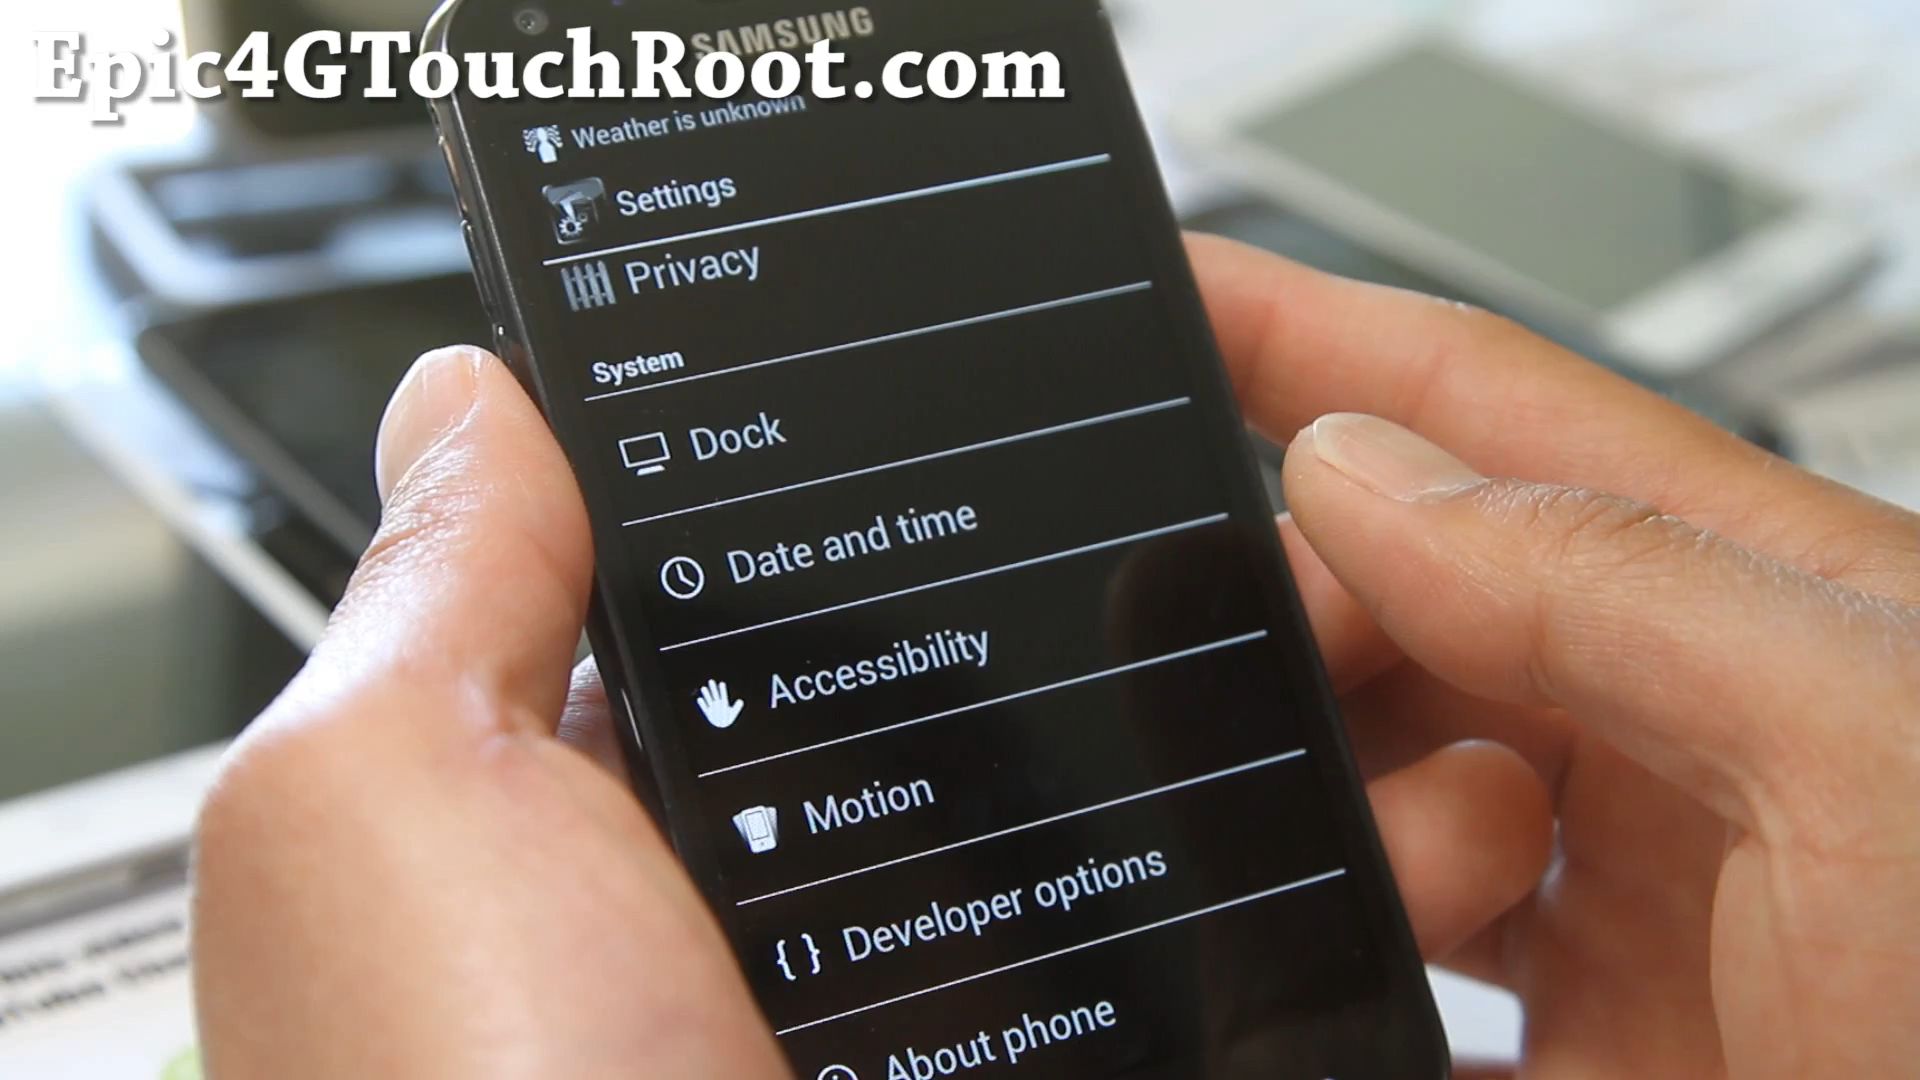 Epic4GTouchRoot.com
SAMSUNG
Weather is unknown
Settings
Privacy
System
Dock
Date and time
Accessibility
Motion
{ } Developer options
About phone